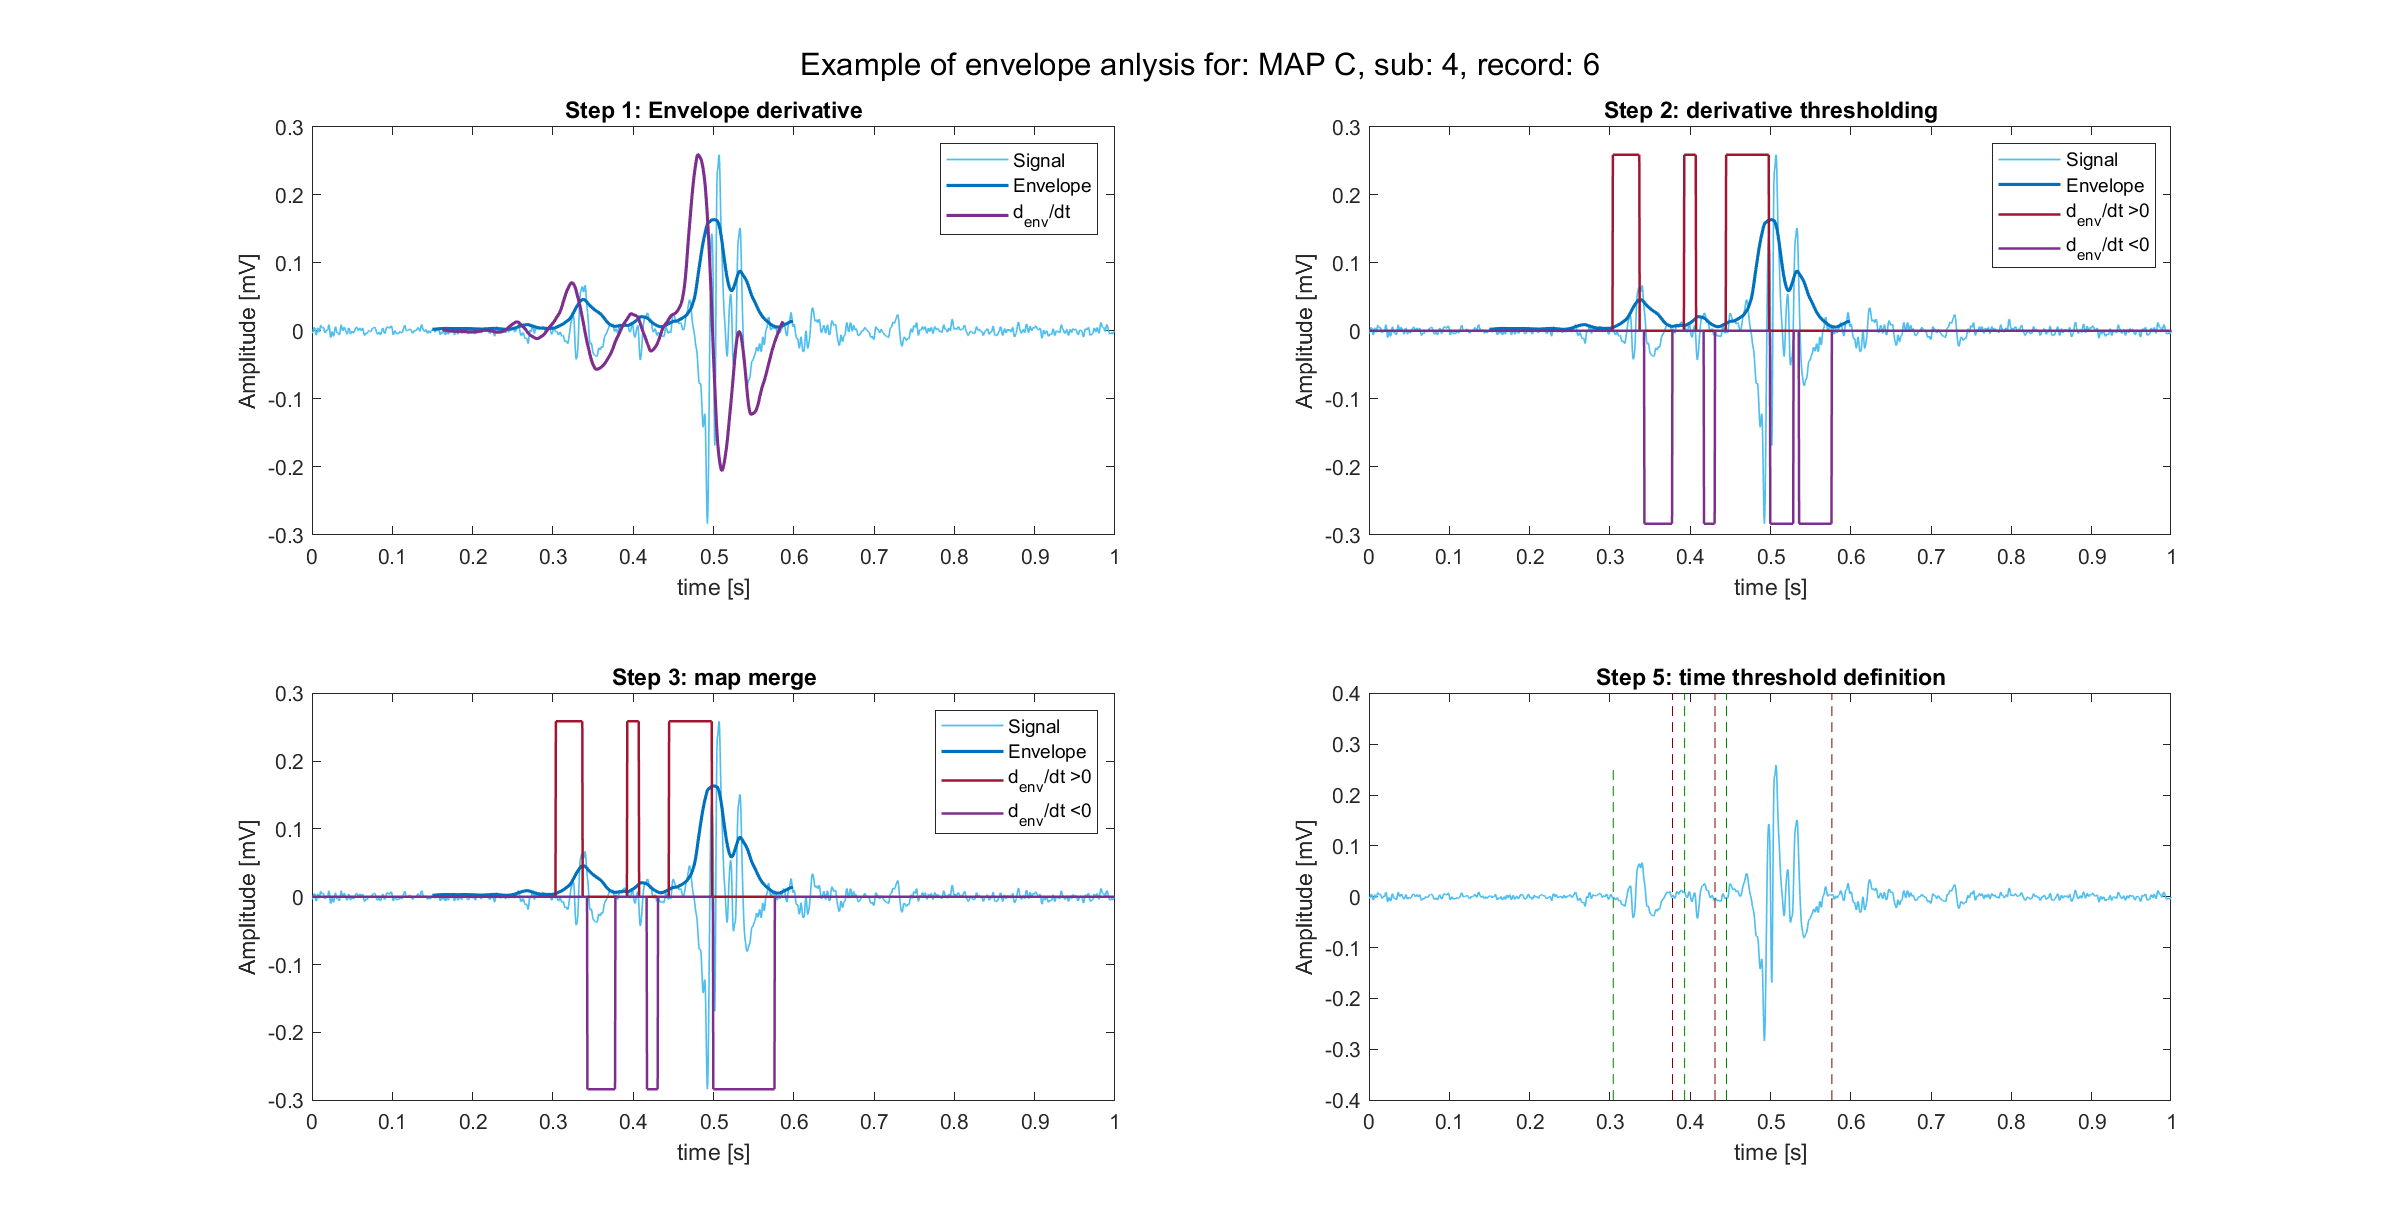 Example of envelope anlysis for: MAP C, sub: 4, record: 6
Step 1: Envelope derivative
0.3
0.2
0.1
0
-0.1
-0.2
-0.3
Amplitude [mV]
0 0.1 0.2 0.3 0.4 0.5 0.6 0.7 0.8 0.9 1
time [s]
Signal
Envelope
d_env/dt
Step 2: derivative thresholding
0.3
0.2
0.1
0
-0.1
-0.2
-0.3
Amplitude [mV]
0 0.1 0.2 0.3 0.4 0.5 0.6 0.7 0.8 0.9 1
time [s]
Signal
Envelope
d_env/dt >0
d_env/dt <0
Step 3: map merge
0.3
0.2
0.1
0
-0.1
-0.2
-0.3
Amplitude [mV]
0 0.1 0.2 0.3 0.4 0.5 0.6 0.7 0.8 0.9 1
time [s]
Signal
Envelope
d_env/dt >0
d_env/dt <0
Step 5: time threshold definition
0.4
0.3
0.2
0.1
0
-0.1
-0.2
-0.3
-0.4
Amplitude [mV]
0 0.1 0.2 0.3 0.4 0.5 0.6 0.7 0.8 0.9 1
time [s]